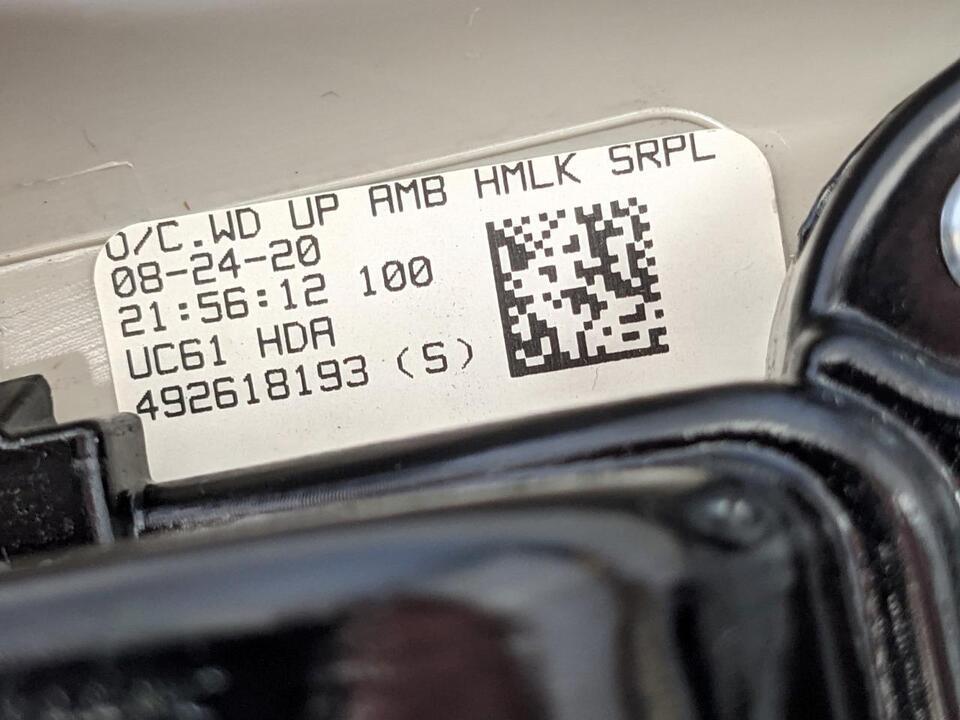 O/C.WD UP AMB HMLK SRPL
08-24-20
21:56:12 100
UC61 HDA
492618193 (S)